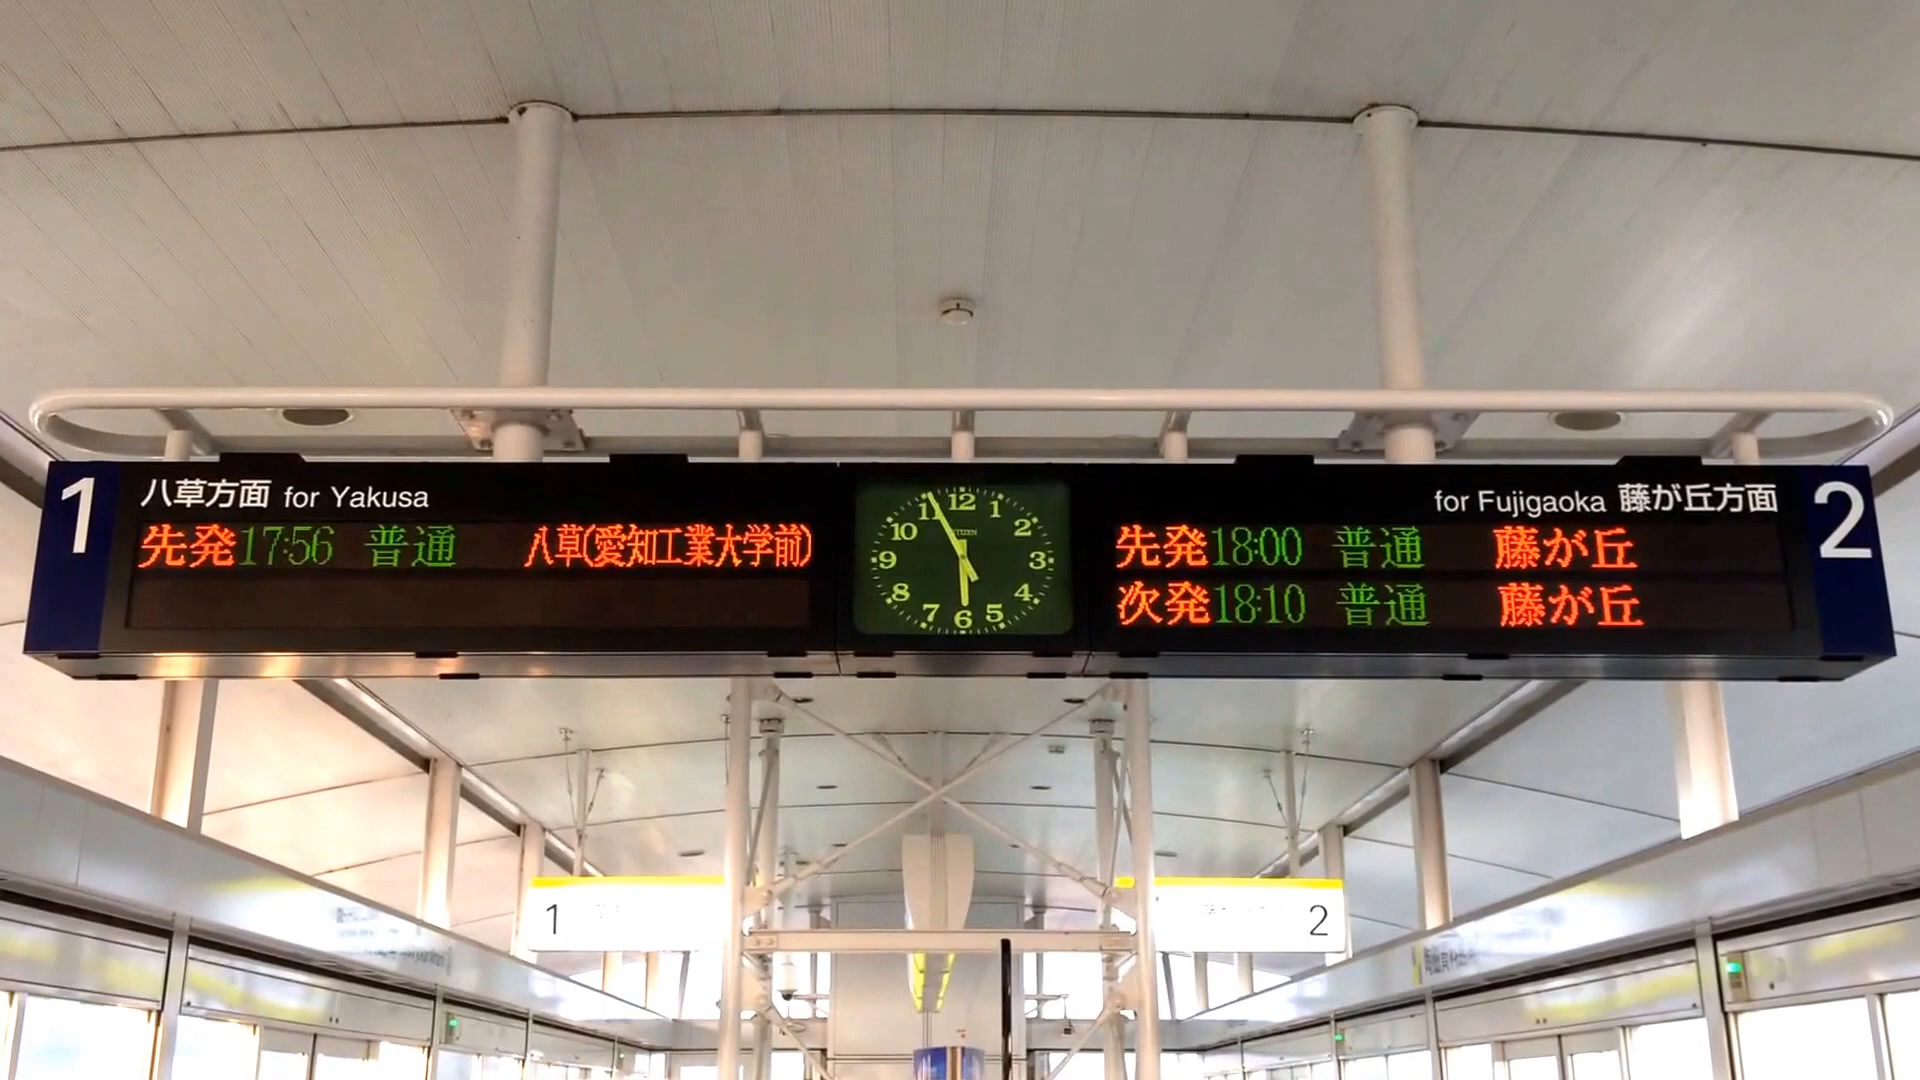 1
八草方面 for Yakusa
先発17:56 普通 八草(愛知工業大学前)
12
1
2
3
4
5
6
7
8
9
10
11
CITIZEN
for Fujigaoka 藤が丘方面
2
先発18:00 普通 藤が丘
次発18:10 普通 藤が丘
1
2